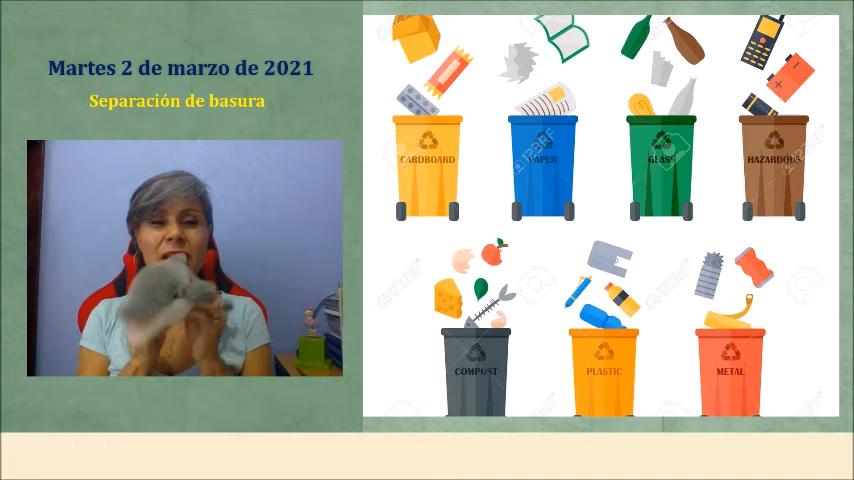 Martes 2 de marzo de 2021
Separación de basura
CARDBOARD
PAPER
GLASS
HAZARDOUS
COMPOST
PLASTIC
METAL